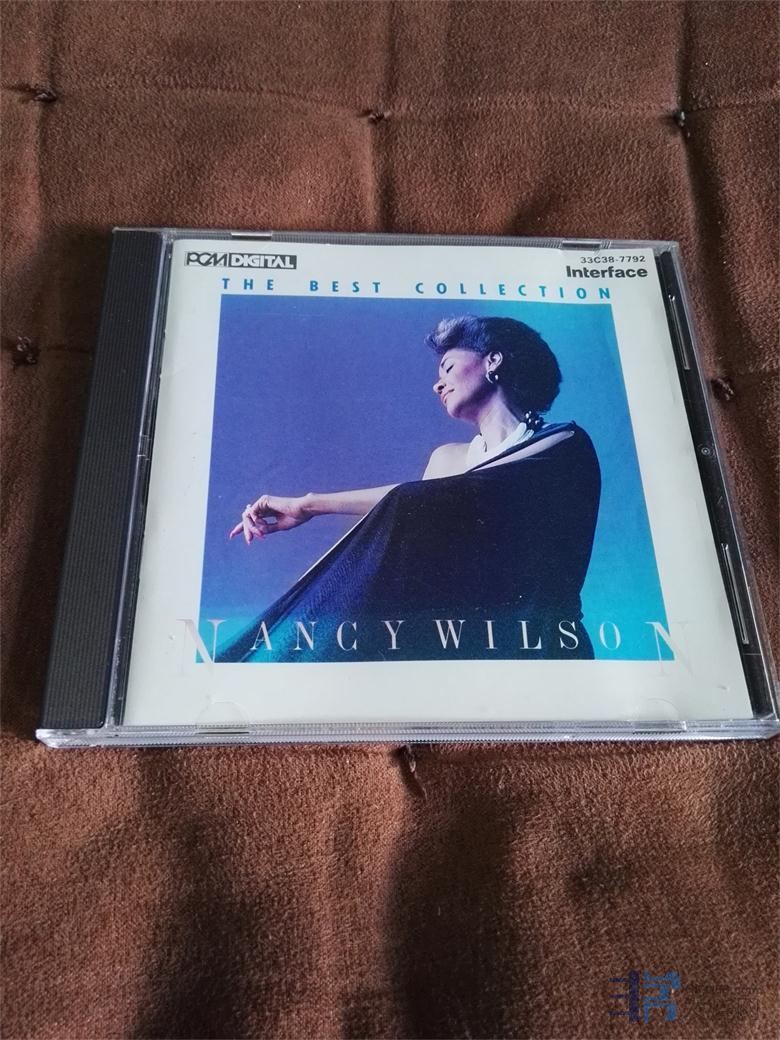 PCM DIGITAL
33C38-7792
Interface
THE BEST COLLECTION
NANCY WILSON